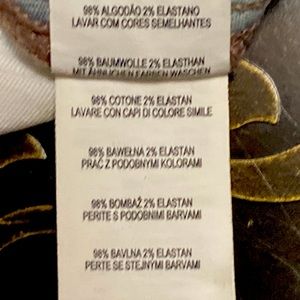 98% ALGODÃO 2% ELASTANO
LAVAR COM CORES SEMELHANTES
98% BAUMWOLLE 2% ELASTHAN
MIT ÄHNLICHEN FARBEN WASCHEN
98% COTONE 2% ELASTAN
LAVARE CON CAPI DI COLORE SIMILE
98% BAWEŁNA 2% ELASTAN
PRAĆ Z PODOBNYMI KOLORAMI
98% BOMBAŽ 2% ELASTAN
PERITE S PODOBNIMI BARVAMI
98% BAVLNA 2% ELASTAN
PERTE SE STEJNYMI BARVAMI